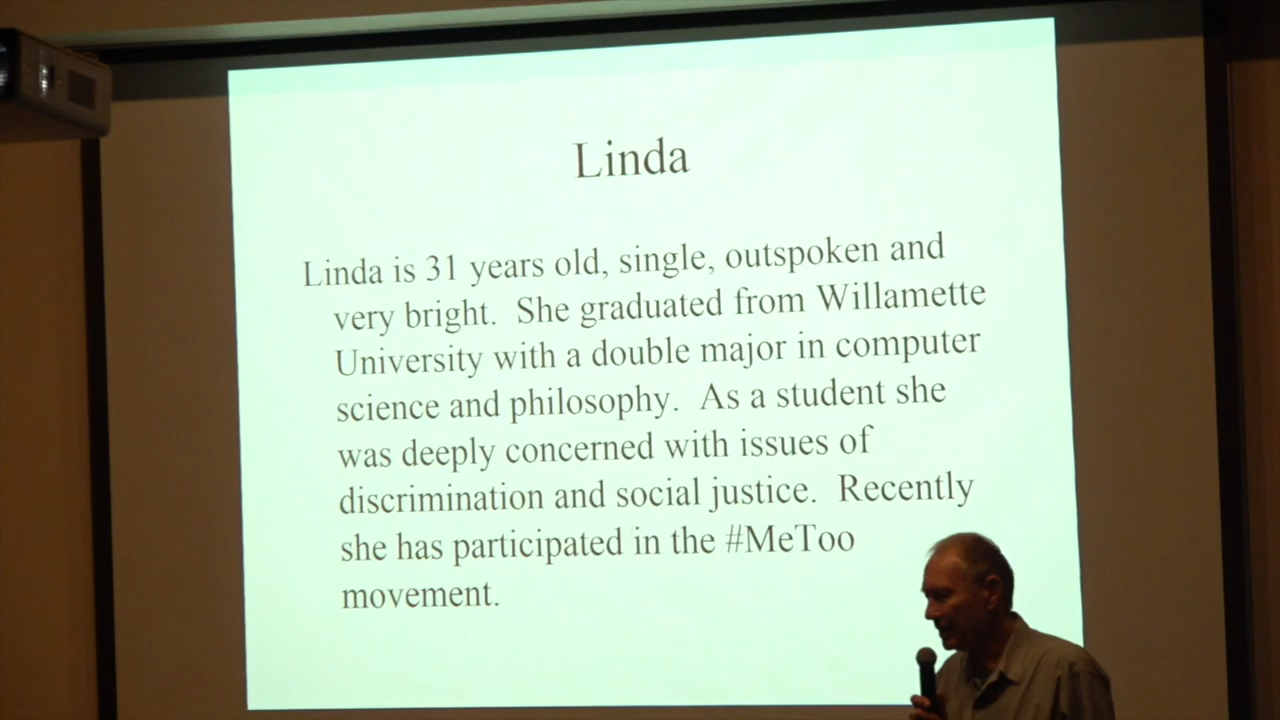 Linda
Linda is 31 years old, single, outspoken and
very bright. She graduated from Willamette
University with a double major in computer
science and philosophy. As a student she
was deeply concerned with issues of
discrimination and social justice. Recently
she has participated in the #MeToo
movement.